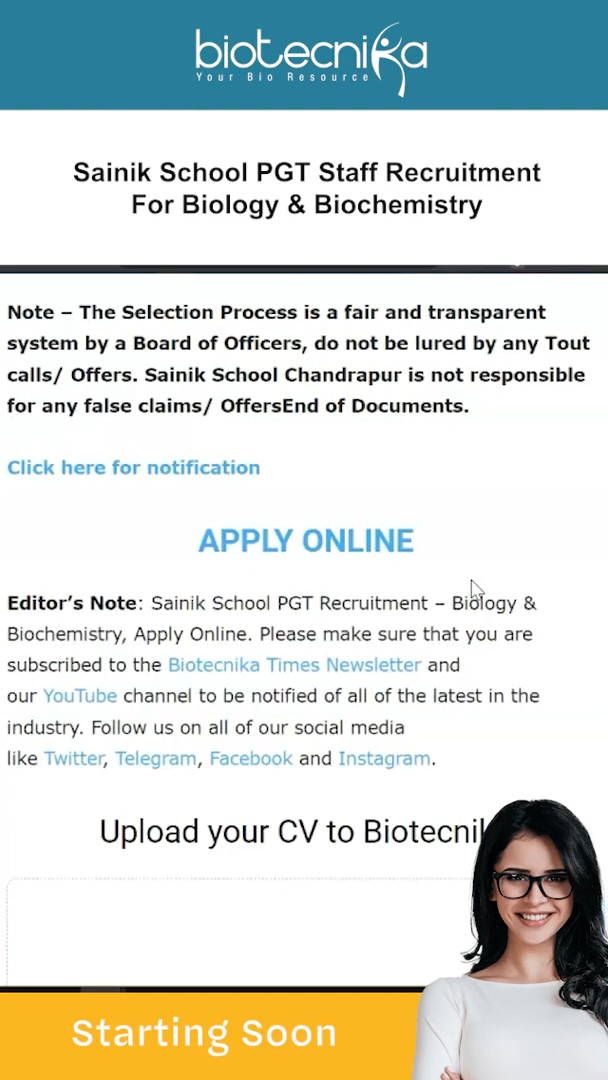 biotecnika
Your Bio Resource
Sainik School PGT Staff Recruitment
For Biology & Biochemistry
Note – The Selection Process is a fair and transparent
system by a Board of Officers, do not be lured by any Tout
calls/ Offers. Sainik School Chandrapur is not responsible
for any false claims/ OffersEnd of Documents.
Click here for notification
APPLY ONLINE
Editor's Note: Sainik School PGT Recruitment – Biology &
Biochemistry, Apply Online. Please make sure that you are
subscribed to the Biotecnika Times Newsletter and
our YouTube channel to be notified of all of the latest in the
industry. Follow us on all of our social media
like Twitter, Telegram, Facebook and Instagram.
Upload your CV to
Starting Soon